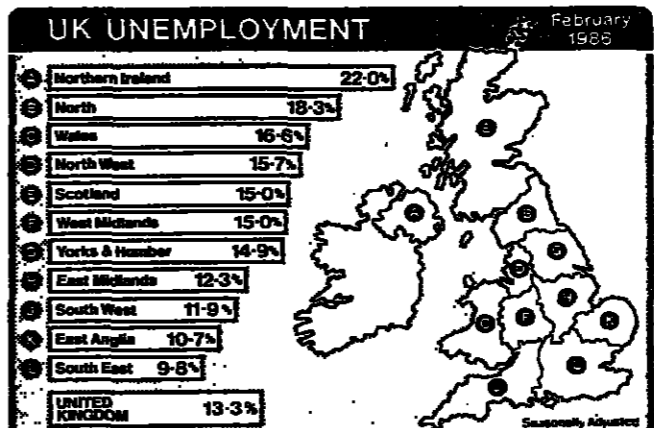 UK UNEMPLOYMENT
February
1986
A Northern Ireland 22·0%
B North 18·3%
C Wales 16·6%
North West 15·7%
E Scotland 15·0%
F West Midlands 15·0%
Yorks & Humber 14·9%
East Midlands 12·3%
South West 11·9%
K East Anglia 10·7%
South East 9·8%
UNITED
KINGDOM 13·3%
Seasonally Adjusted